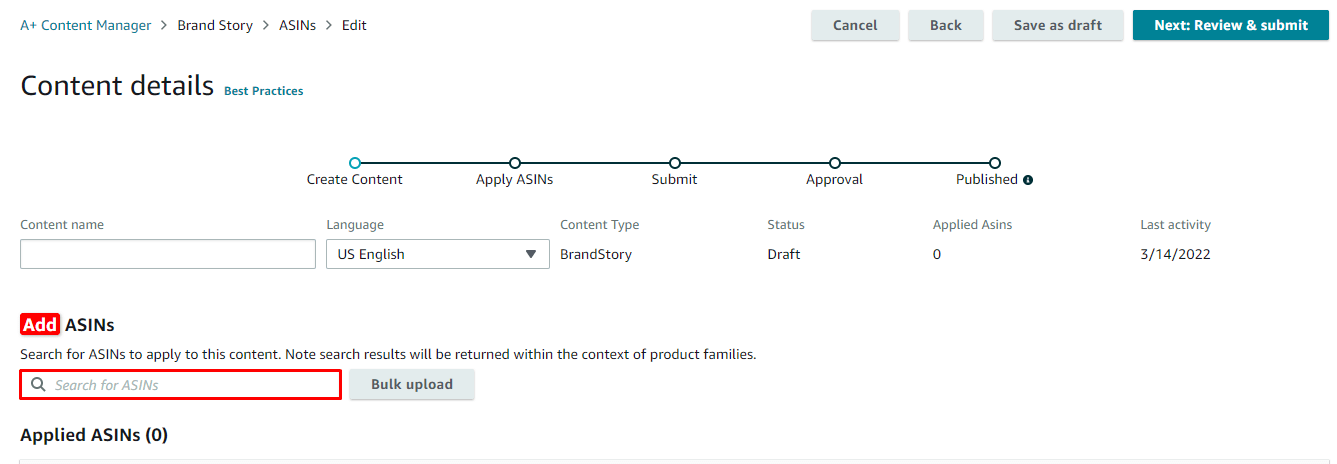 A+ Content Manager > Brand Story > ASINs > Edit
Cancel Back Save as draft Next: Review & submit
Content details Best Practices
Create Content Apply ASINs Submit Approval Published
Content name Language Content Type Status Applied Asins Last activity
US English BrandStory Draft 0 3/14/2022
Add ASINs
Search for ASINs to apply to this content. Note search results will be returned within the context of product families.
Search for ASINs Bulk upload
Applied ASINs (0)